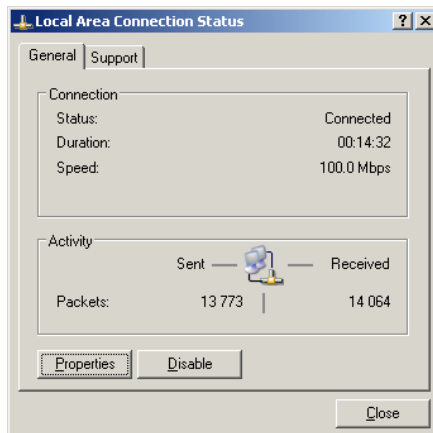 Local Area Connection Status
General Support
Connection
Status: Connected
Duration: 00:14:32
Speed: 100.0 Mbps
Activity
Sent Received
Packets: 13 773 14 064
Properties Disable
Close